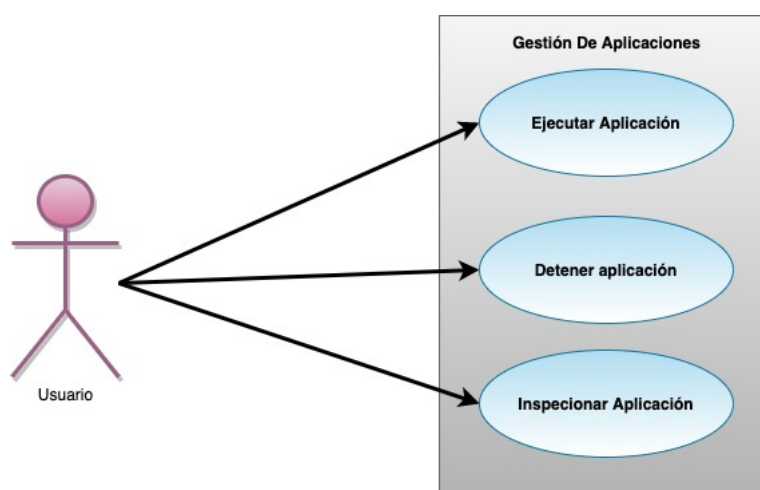 Gestión De Aplicaciones
Ejecutar Aplicación
Detener aplicación
Inspecionar Aplicación
Usuario